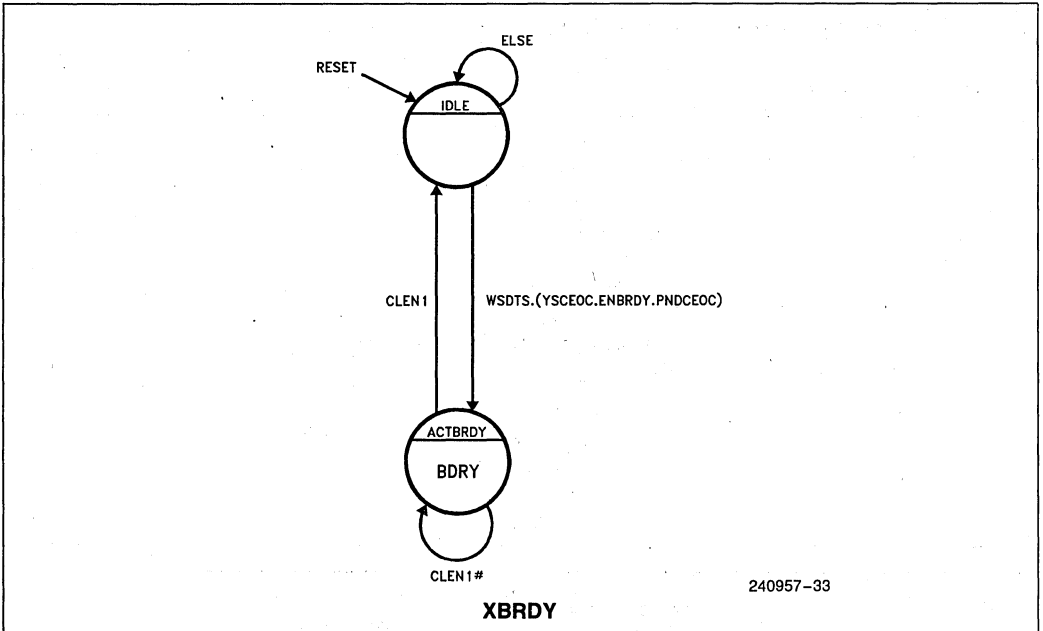 ELSE
RESET
IDLE
CLEN1
WSDTS.(YSCEOC.ENBRDY.PNDCEOC)
ACTBRDY
BDRY
CLEN1#
240957-33
XBRDY